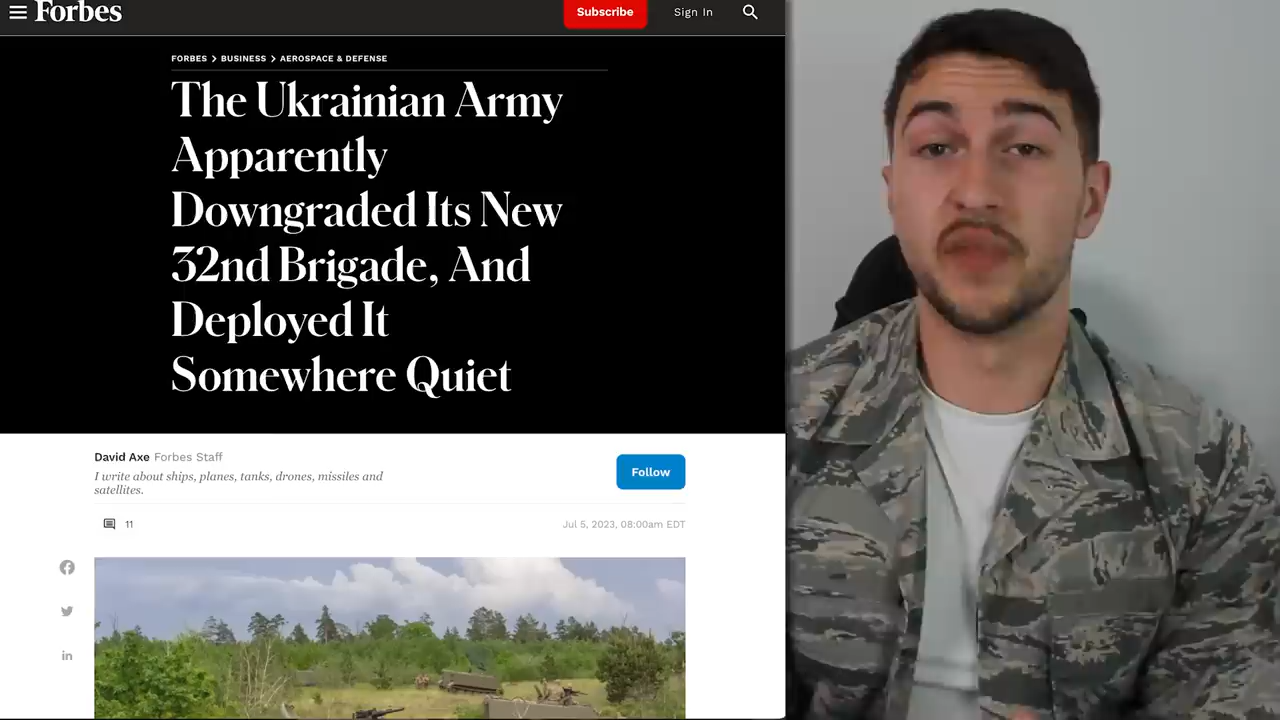 Forbes
Subscribe
Sign In
FORBES > BUSINESS > AEROSPACE & DEFENSE
The Ukrainian Army
Apparently
Downgraded Its New
32nd Brigade, And
Deployed It
Somewhere Quiet
David Axe Forbes Staff
I write about ships, planes, tanks, drones, missiles and
satellites.
Follow
11
Jul 5, 2023, 08:00am EDT